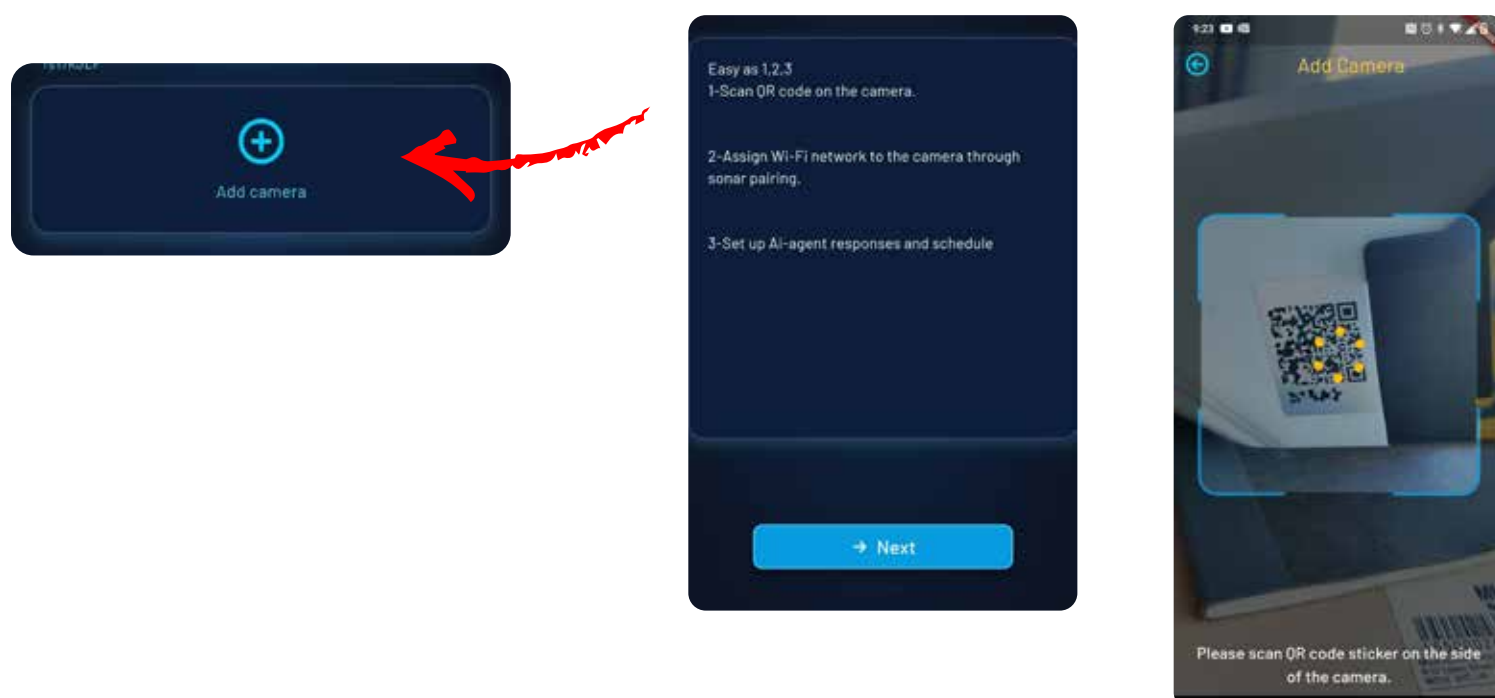 Add camera
Easy as 1,2,3
1-Scan QR code on the camera.
2-Assign Wi-Fi network to the camera through
sonar pairing.
3-Set up Ai-agent responses and schedule
→ Next
9:23
Add Camera
Please scan QR code sticker on the side
of the camera.